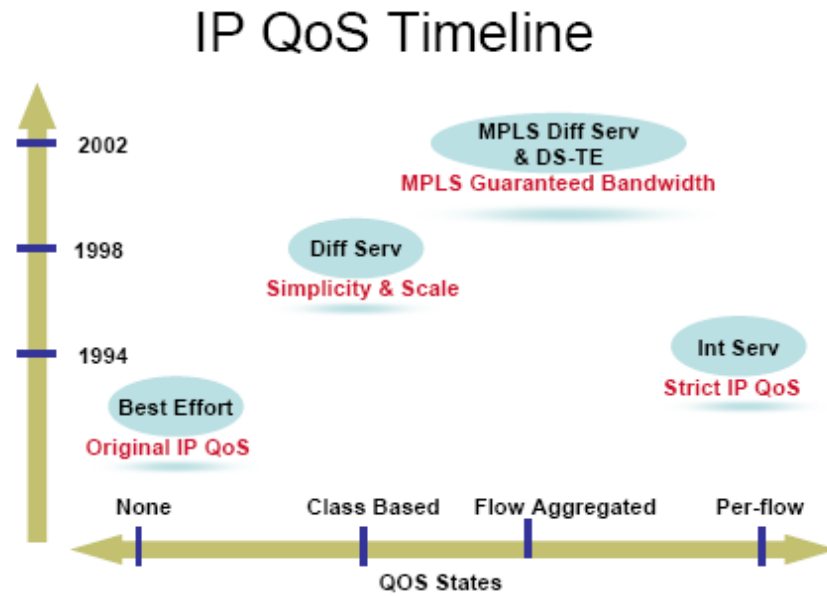 IP QoS Timeline
2002
MPLS Diff Serv
& DS-TE
MPLS Guaranteed Bandwidth
1998
Diff Serv
Simplicity & Scale
1994
Int Serv
Strict IP QoS
Best Effort
Original IP QoS
None
Class Based
Flow Aggregated
Per-flow
QOS States